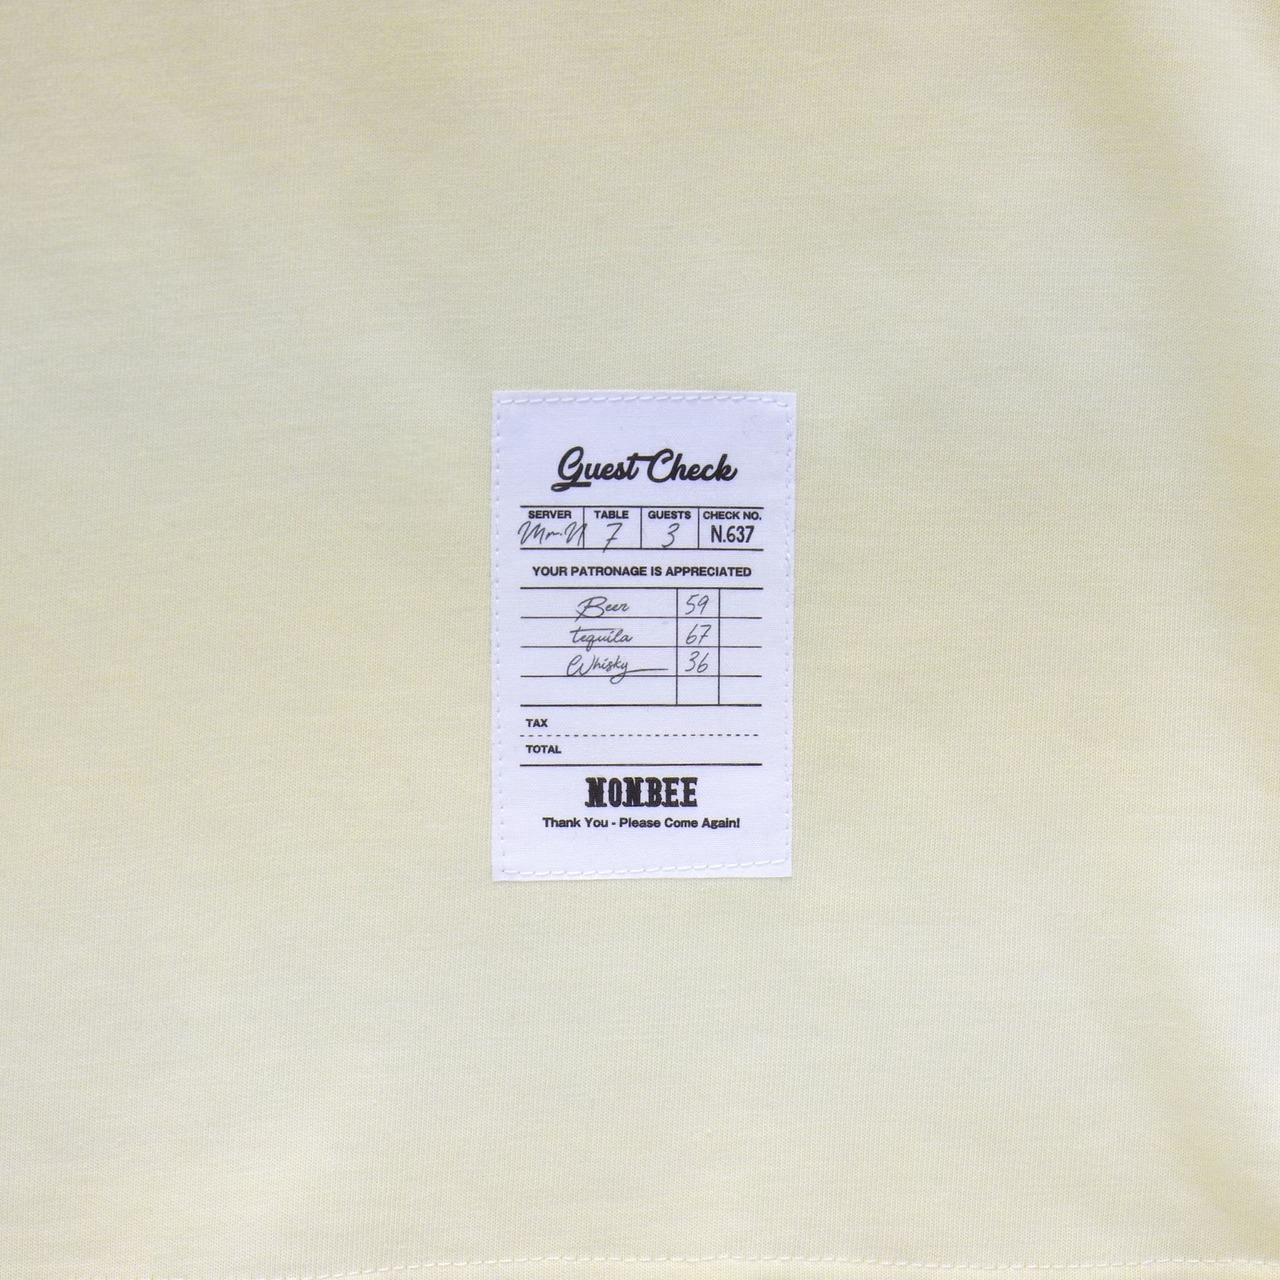 Guest Check
SERVER TABLE GUESTS CHECK NO.
Mr.N 7 3 N.637
YOUR PATRONAGE IS APPRECIATED
Beer 59
tequila 67
Whisky 36
TAX
TOTAL
NONBEE
Thank You - Please Come Again!